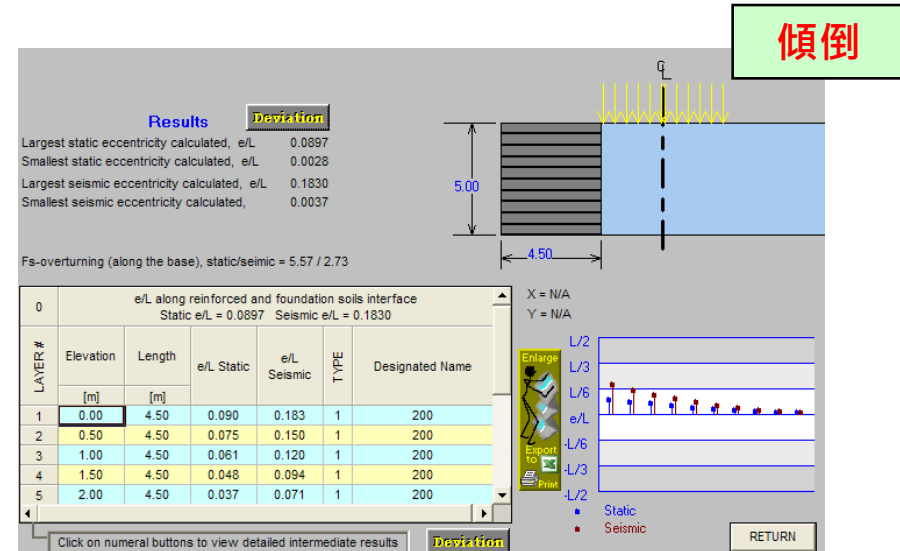 傾倒
Results
Deviation
Largest static eccentricity calculated, e/L 0.0897
Smallest static eccentricity calculated, e/L 0.0028
Largest seismic eccentricity calculated, e/L 0.1830
Smallest seismic eccentricity calculated, 0.0037
Fs-overturning (along the base), static/seimic = 5.57 / 2.73
5.00
4.50
X = N/A
Y = N/A
0
e/L along reinforced and foundation soils interface
Static e/L = 0.0897 Seismic e/L = 0.1830
LAYER # Elevation Length e/L Static e/L Seismic TYPE Designated Name
[m] [m]
1 0.00 4.50 0.090 0.183 1 200
2 0.50 4.50 0.075 0.150 1 200
3 1.00 4.50 0.061 0.120 1 200
4 1.50 4.50 0.048 0.094 1 200
5 2.00 4.50 0.037 0.071 1 200
Enlarge
Export
to
Print
L/2
L/3
L/6
e/L
-L/6
-L/3
-L/2
Static
Seismic
Click on numeral buttons to view detailed intermediate results
Deviation
RETURN